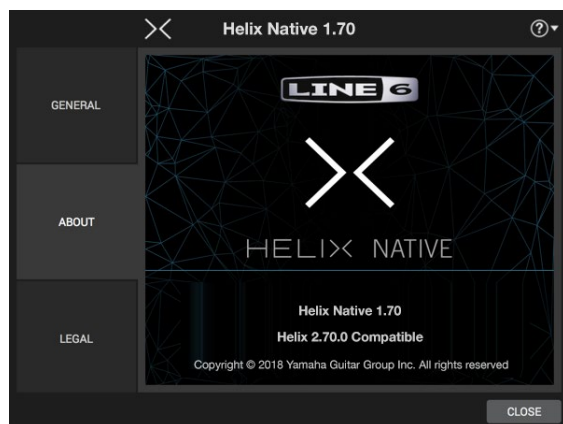 Helix Native 1.70
?
GENERAL
ABOUT
LEGAL
LINE 6
HELIX NATIVE
Helix Native 1.70
Helix 2.70.0 Compatible
Copyright © 2018 Yamaha Guitar Group Inc. All rights reserved
CLOSE